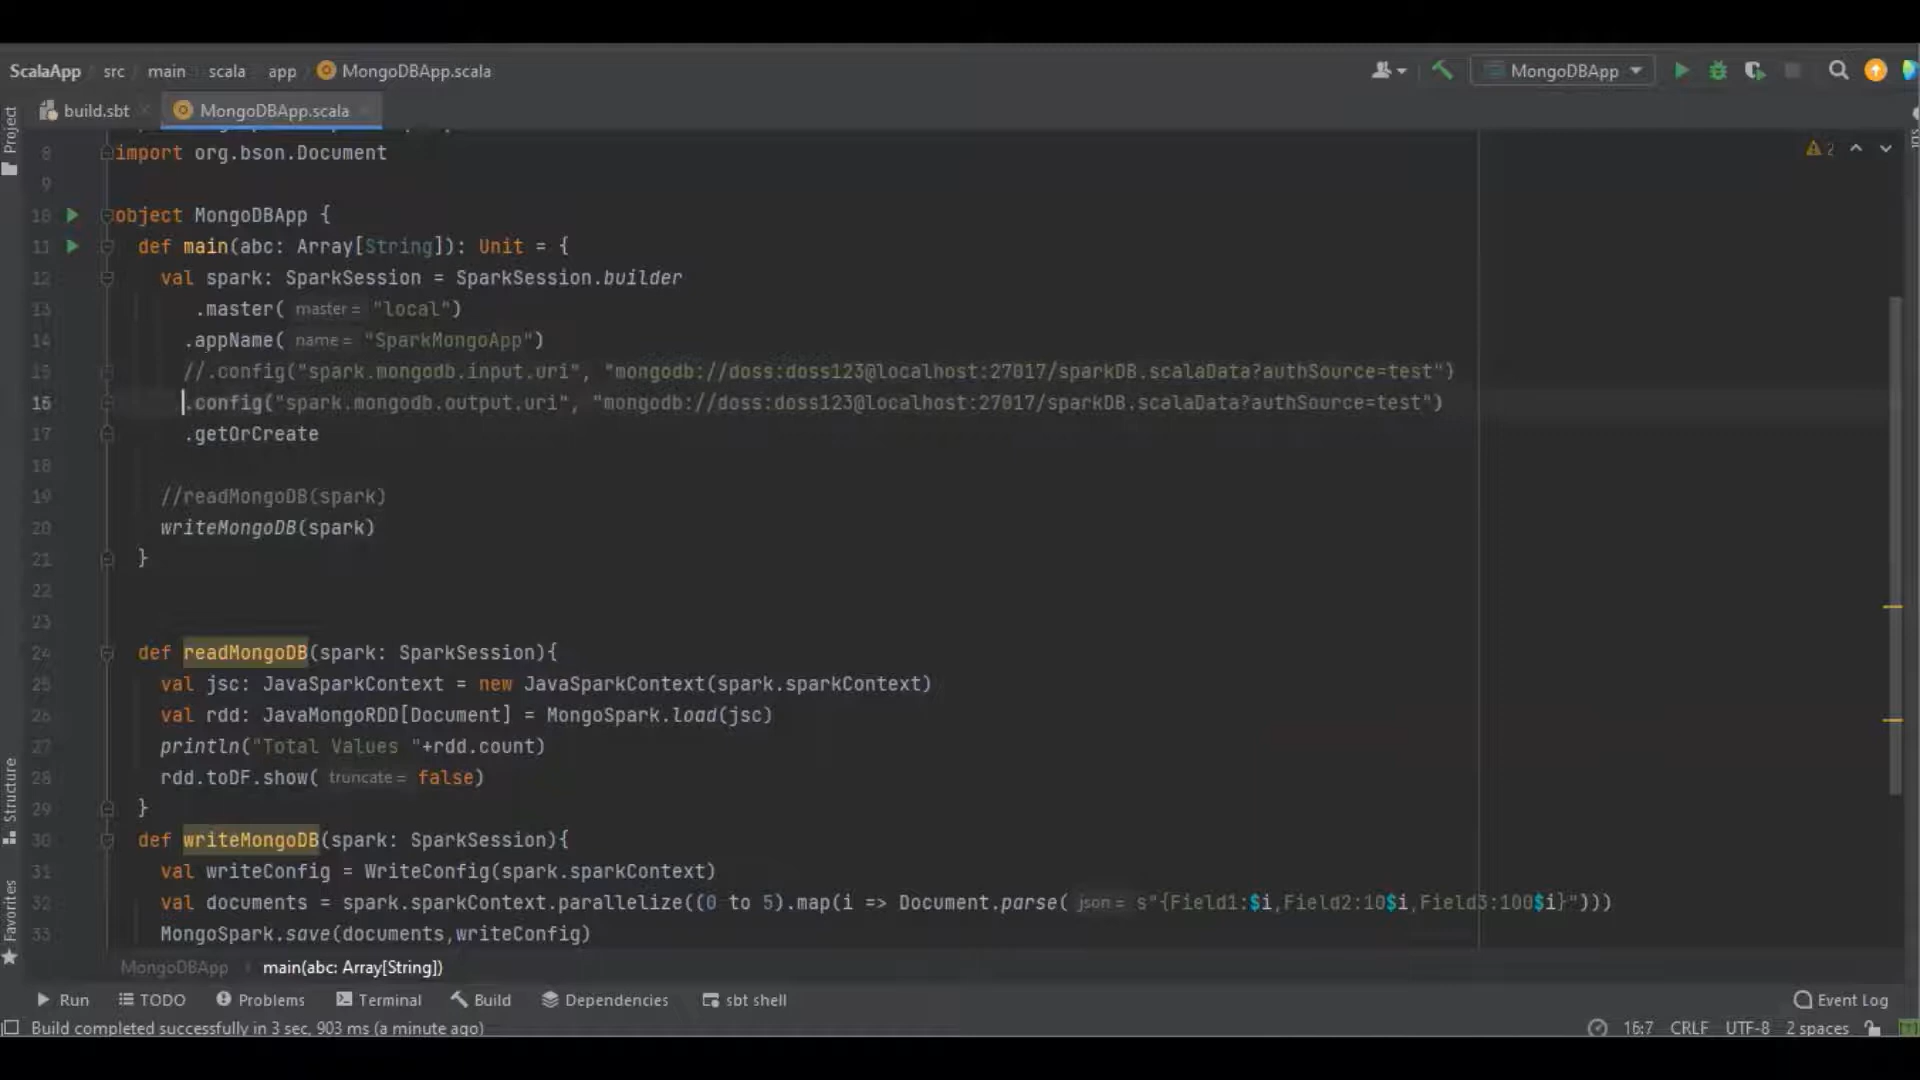 ScalaApp src main scala app MongoDBApp.scala MongoDBApp
build.sbt MongoDBApp.scala
Project
8 import org.bson.Document
2
9
10 object MongoDBApp {
11 def main(abc: Array[String]): Unit = {
12 val spark: SparkSession = SparkSession.builder
13 .master( master = "local")
14 .appName( name = "SparkMongoApp")
15 //.config("spark.mongodb.input.uri", "mongodb://doss:doss123@localhost:27017/sparkDB.scalaData?authSource=test")
16 .config("spark.mongodb.output.uri", "mongodb://doss:doss123@localhost:27017/sparkDB.scalaData?authSource=test")
17 .getOrCreate
18
19 //readMongoDB(spark)
20 writeMongoDB(spark)
21 }
22
23
24 def readMongoDB(spark: SparkSession){
25 val jsc: JavaSparkContext = new JavaSparkContext(spark.sparkContext)
26 val rdd: JavaMongoRDD[Document] = MongoSpark.load(jsc)
27 println("Total Values "+rdd.count)
28 rdd.toDF.show( truncate = false)
29 }
30 def writeMongoDB(spark: SparkSession){
31 val writeConfig = WriteConfig(spark.sparkContext)
32 val documents = spark.sparkContext.parallelize((0 to 5).map(i => Document.parse( json = s"{Field1:$i,Field2:10$i,Field3:100$i}")))
33 MongoSpark.save(documents,writeConfig)
Structure
Favorites
MongoDBApp main(abc: Array[String])
Run TODO Problems Terminal Build Dependencies sbt shell Event Log
Build completed successfully in 3 sec, 903 ms (a minute ago) 16:7 CRLF UTF-8 2 spaces